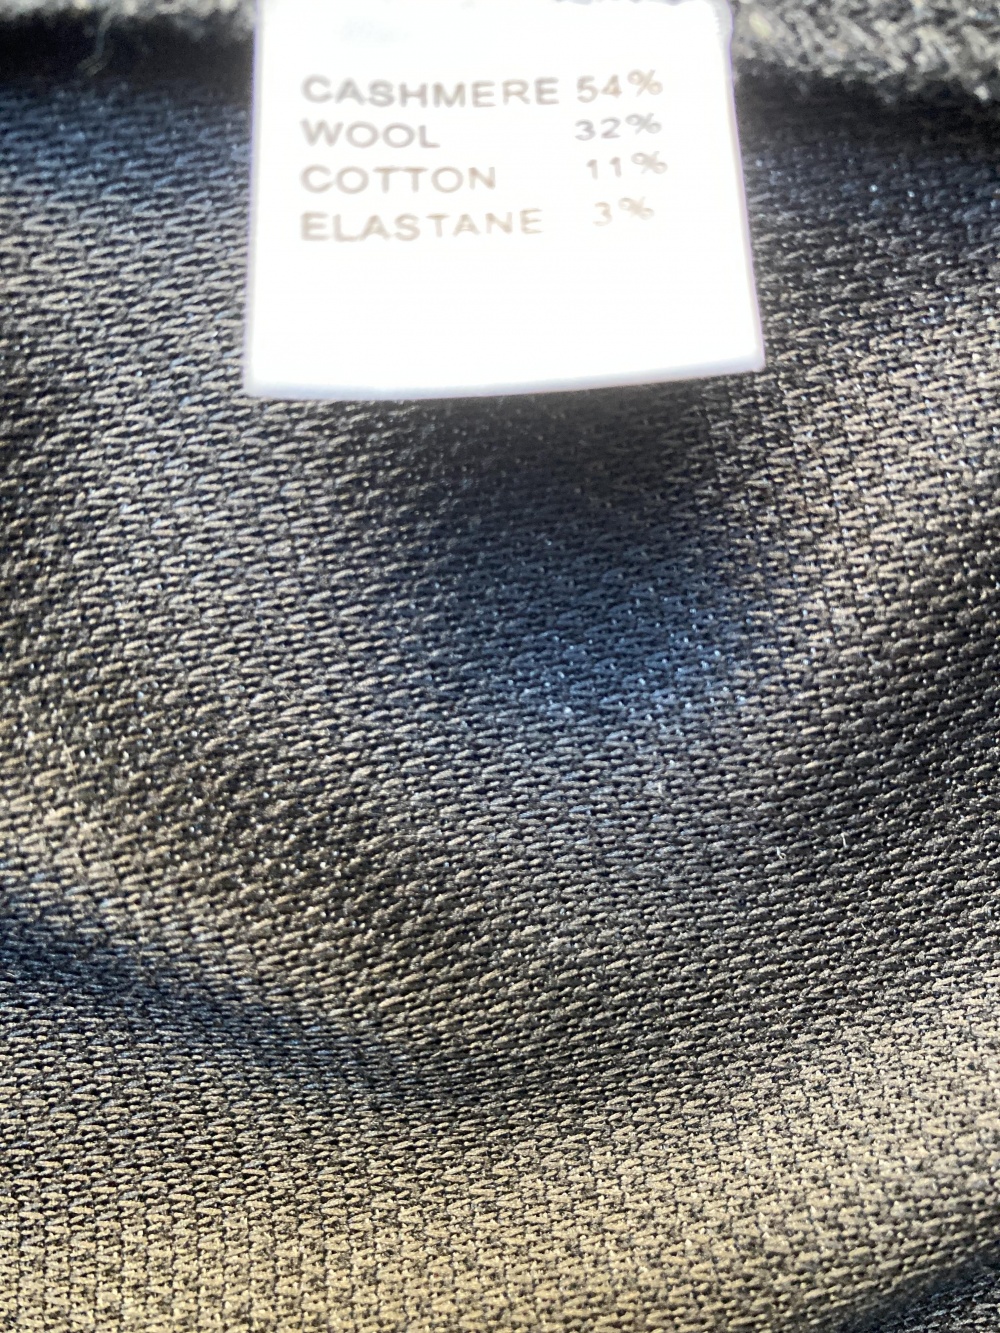 CASHMERE 54%
WOOL 32%
COTTON 11%
ELASTANE 3%